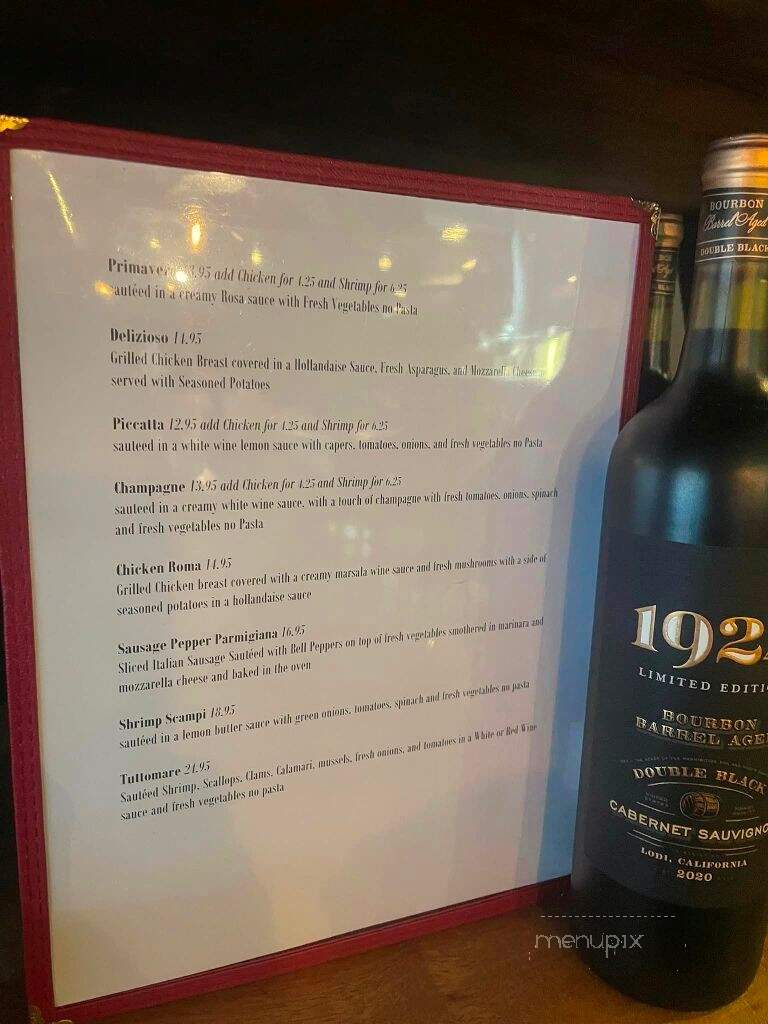 3.95 add Chicken for 4.25 and Shrimp for 6.25
sautéed in a creamy Rosa sauce with Fresh Vegetables no Pasta
Delizioso 14.95
Grilled Chicken Breast covered in a Hollandaise Sauce, Fresh Asparagus, and Mozzarella Cheese
served with Seasoned Potatoes
Piccatta 12.95 add Chicken for 4.25 and Shrimp for 6.25
sauteed in a white wine lemon sauce with capers, tomatoes, onions, and fresh vegetables no Pasta
Champagne 13.95 add Chicken for 4.25 and Shrimp for 6.25
sauteed in a creamy white wine sauce, with a touch of champagne with fresh tomatoes, onions, spinach
and fresh vegetables no Pasta
Chicken Roma 14.95
Grilled Chicken breast covered with a creamy marsala wine sauce and fresh mushrooms with a side of
seasoned potatoes in a hollandaise sauce
Sausage Pepper Parmigiana 16.95
Sliced Italian Sausage Sautéed with Bell Peppers on top of fresh vegetables smothered in marinara and
mozzarella cheese and baked in the oven
Shrimp Scampi 18.95
sautéed in a lemon butter sauce with green onions, tomatoes, spinach and fresh vegetables no pasta
Tuttomare 24.95
Sautéed Shrimp, Scallops, Clams, Calamari, mussels, fresh onions, and tomatoes in a White or Red Wine
sauce and fresh vegetables no pasta
BOURBON
Barrel Aged
DOUBLE BLACK
192
LIMITED EDITI
BOURBON
BARREL AGE
DOUBLE BLACK
CABERNET SAUVIGNO
LODI, CALIFORNIA
2020
menupix